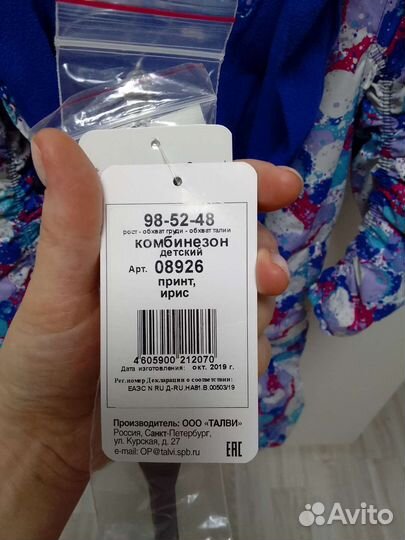 98-52-48
рост - обхват груди - обхват талии
комбинезон
детский
Арт. 08926
принт,
ирис
4 605900 212070
Дата изготовления: окт. 2019 г.
Рег.номер Декларации о соответствии:
ЕАЭС N RU Д-RU.НА81.В.00503/19
Производитель: ООО «ТАЛВИ»
Россия, Санкт-Петербург,
ул. Курская, д. 27
e-mail: OP@talvi.spb.ru
EAC
Avito